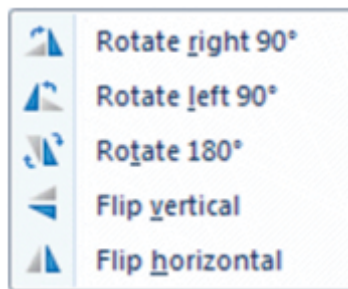 Rotate right 90°
Rotate left 90°
Rotate 180°
Flip vertical
Flip horizontal